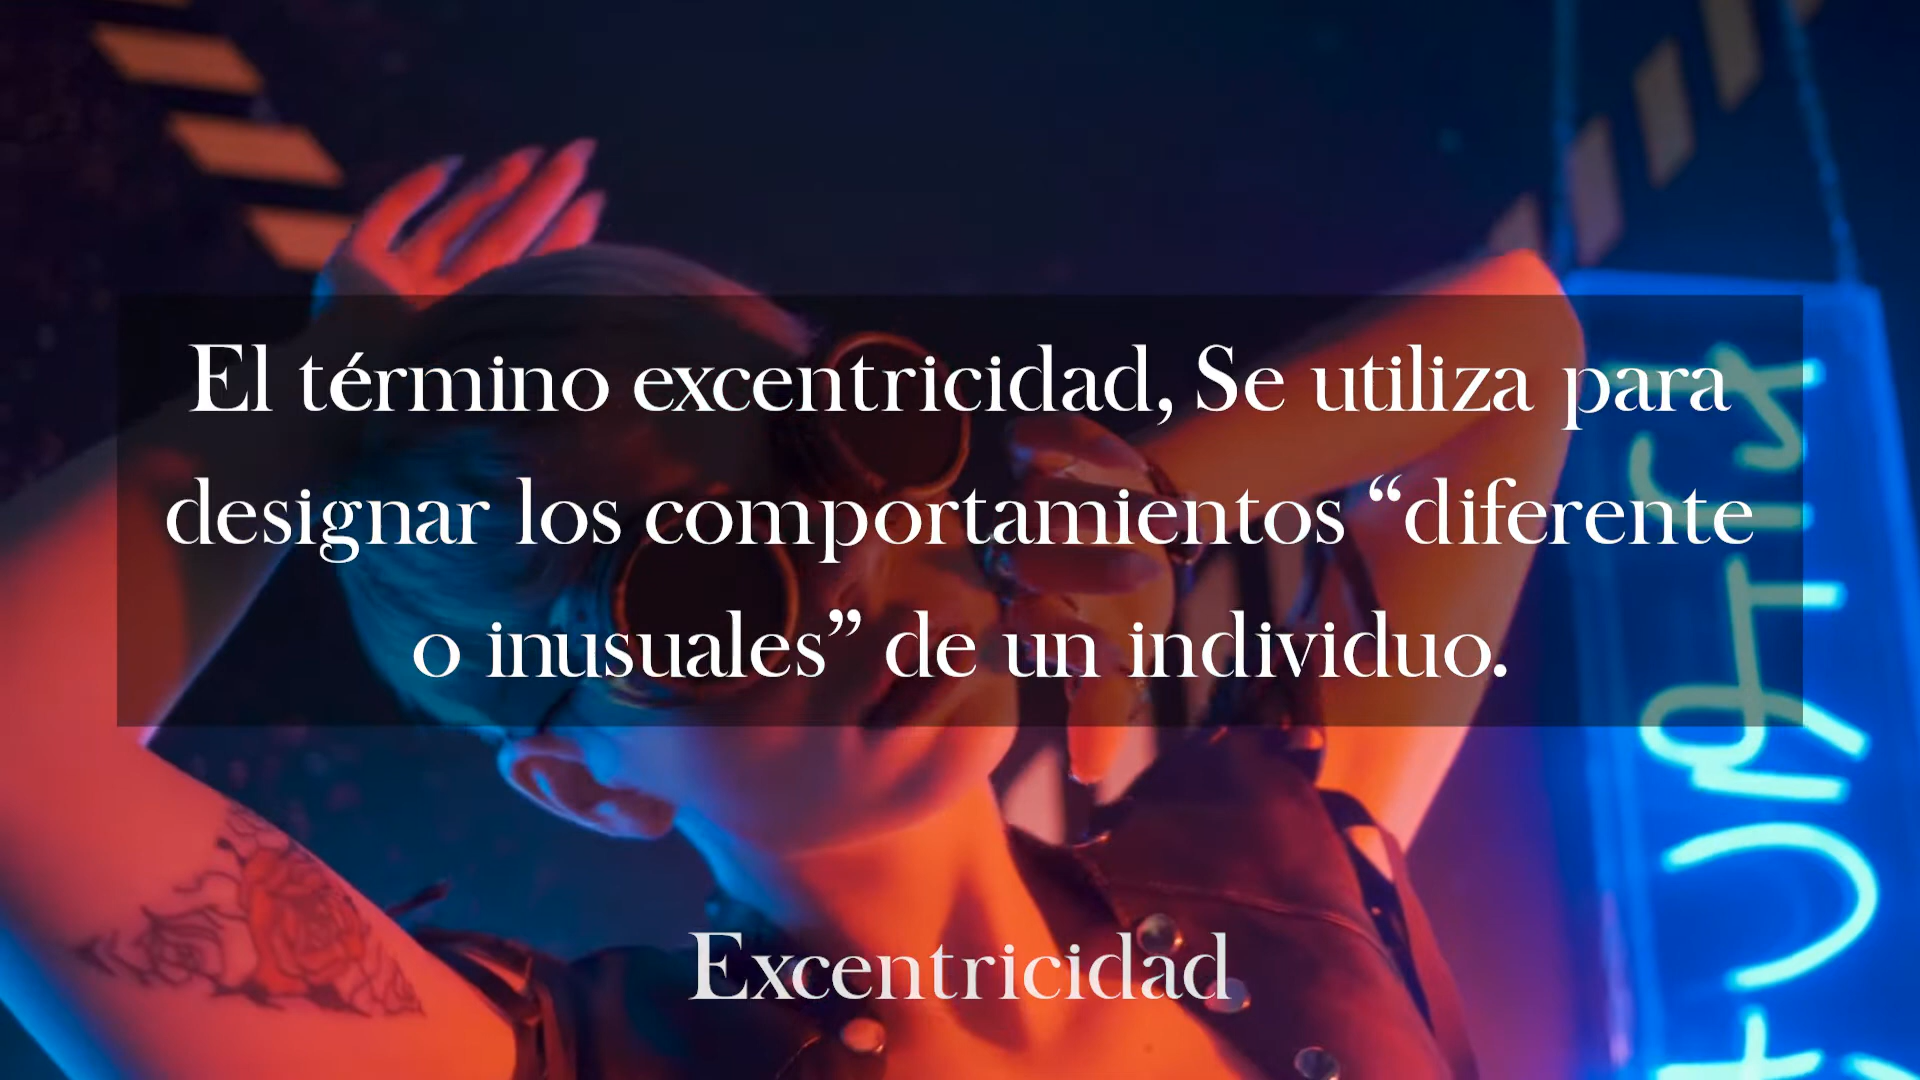 El término excentricidad, Se utiliza para
designar los comportamientos “diferente
o inusuales” de un individuo.
Excentricidad